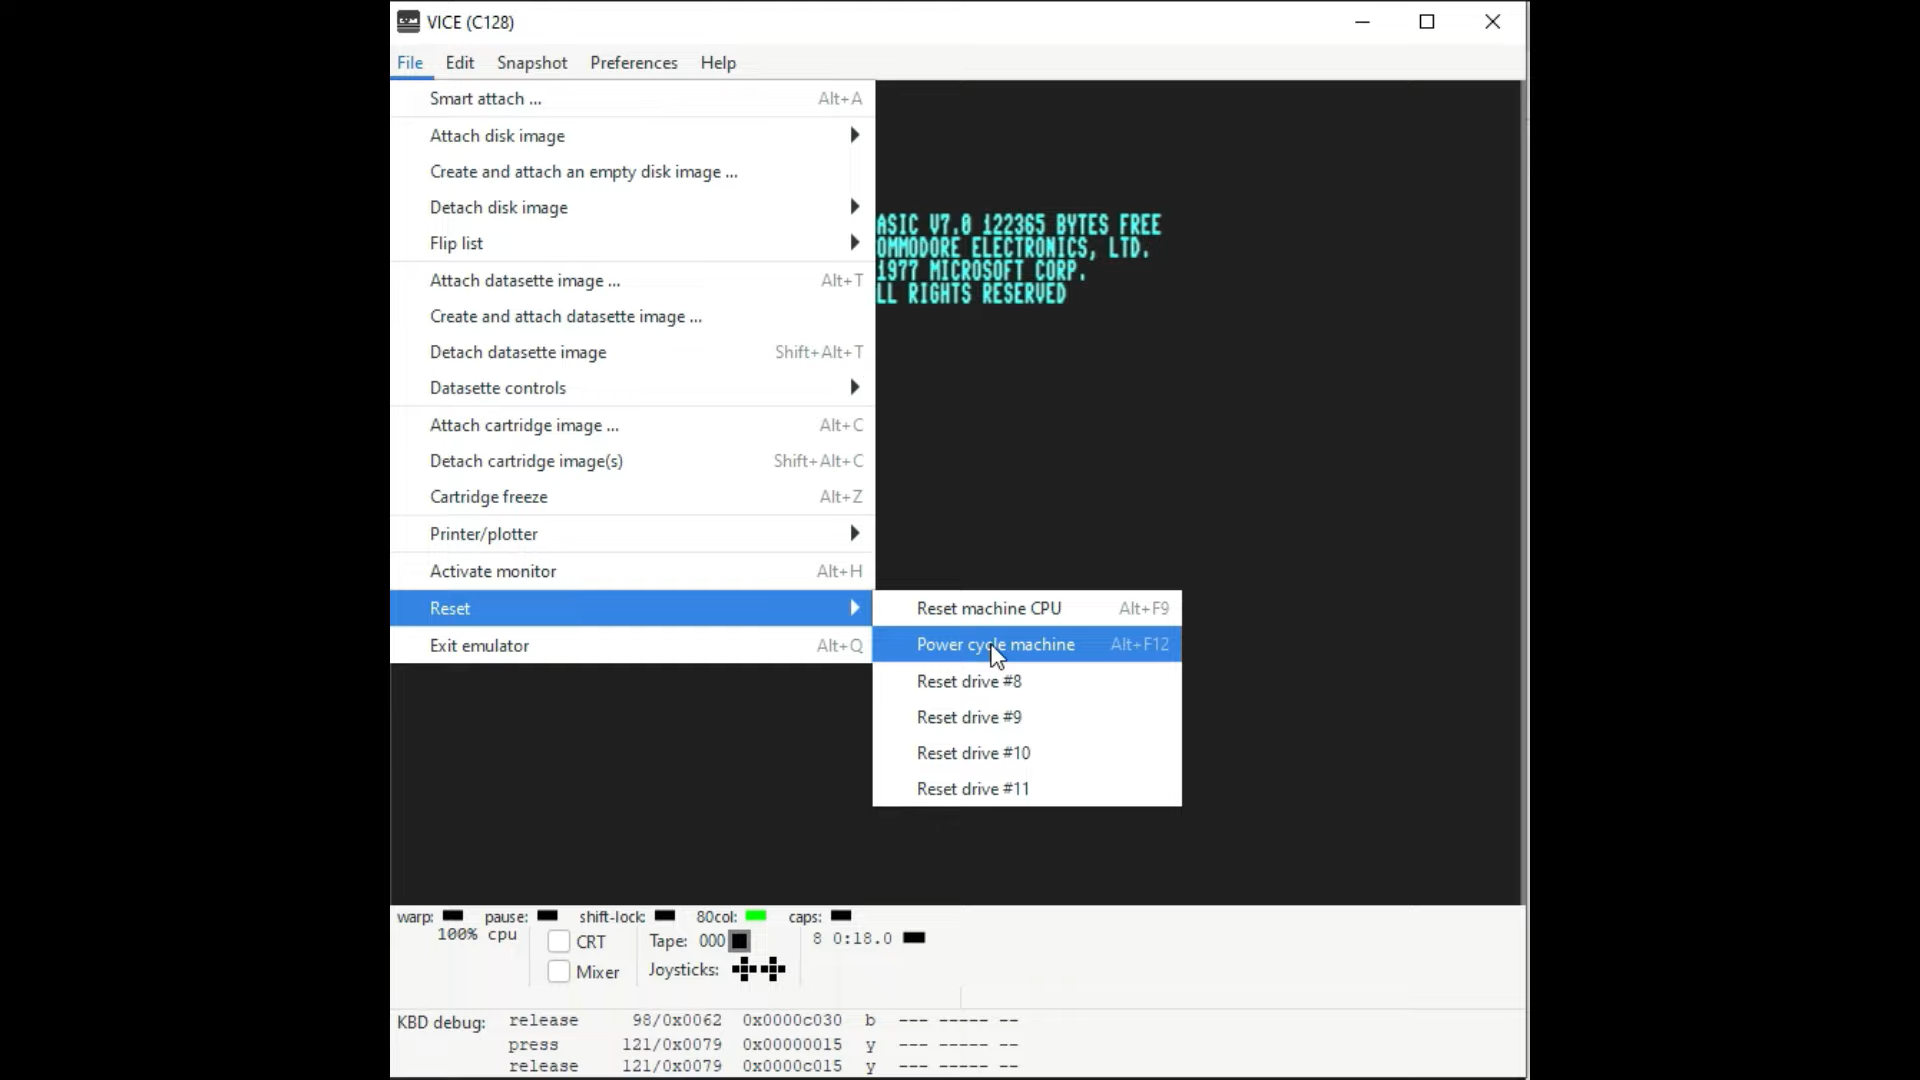 VICE (C128)
File Edit Snapshot Preferences Help
Smart attach ... Alt+A
Attach disk image
Create and attach an empty disk image ...
Detach disk image
Flip list
Attach datasette image ... Alt+T
Create and attach datasette image ...
Detach datasette image Shift+Alt+T
Datasette controls
Attach cartridge image ... Alt+C
Detach cartridge image(s) Shift+Alt+C
Cartridge freeze Alt+Z
Printer/plotter
Activate monitor Alt+H
Reset
Exit emulator Alt+Q
ASIC V7.0 122365 BYTES FREE
OMMODORE ELECTRONICS, LTD.
1977 MICROSOFT CORP.
LL RIGHTS RESERVED
Reset machine CPU Alt+F9
Power cycle machine Alt+F12
Reset drive #8
Reset drive #9
Reset drive #10
Reset drive #11
warp: pause: shift-lock: 80col: caps:
100% cpu CRT Tape: 000 8 0:18.0
Mixer Joysticks:
KBD debug: release 98/0x0062 0x0000c030 b --- ----- --
press 121/0x0079 0x00000015 y --- ----- --
release 121/0x0079 0x0000c015 y --- ----- --